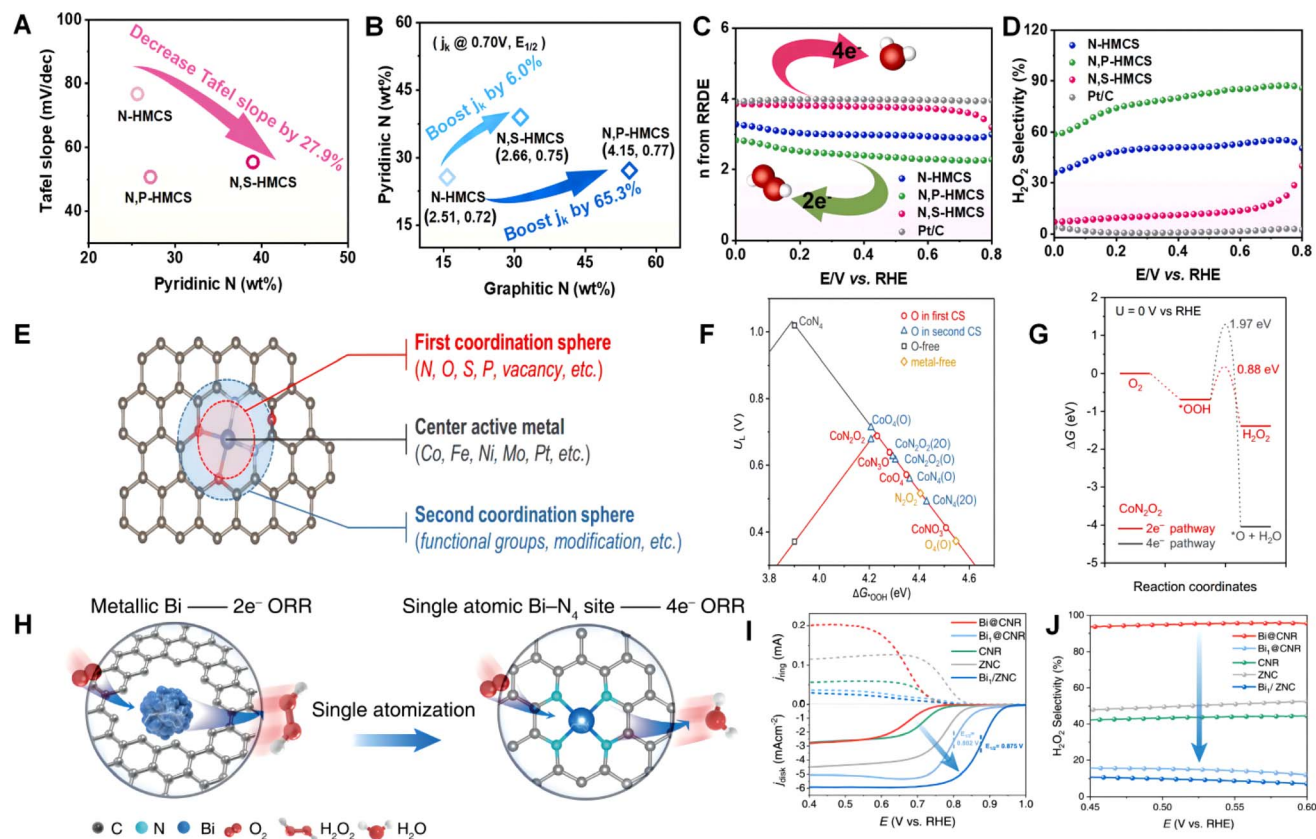 A
Tafel slope (mV/dec)
100
80
60
40
20
30
40
50
Pyridinic N (wt%)
Decrease Tafel slope by 27.9%
N-HMCS
N,P-HMCS
N,S-HMCS
B
Pyridinic N (wt%)
60
45
30
15
15
30
45
60
Graphitic N (wt%)
( jk @ 0.70V, E1/2 )
Boost jk by 6.0%
N,S-HMCS
(2.66, 0.75)
N,P-HMCS
(4.15, 0.77)
N-HMCS
(2.51, 0.72)
Boost jk by 65.3%
C
n from RRDE
6
4
2
0
0.0
0.2
0.4
0.6
0.8
E/V vs. RHE
4e-
2e-
N-HMCS
N,P-HMCS
N,S-HMCS
Pt/C
D
H2O2 Selectivity (%)
120
90
60
30
0
0.0
0.2
0.4
0.6
0.8
E/V vs. RHE
N-HMCS
N,P-HMCS
N,S-HMCS
Pt/C
E
First coordination sphere
(N, O, S, P, vacancy, etc.)
Center active metal
(Co, Fe, Ni, Mo, Pt, etc.)
Second coordination sphere
(functional groups, modification, etc.)
F
UL (V)
1.0
0.8
0.6
0.4
3.8
4.0
4.2
4.4
4.6
ΔG*OOH (eV)
O in first CS
O in second CS
O-free
metal-free
CoN4
CoO4(O)
CoN2O2
CoN2O2(2O)
CoN3O
CoN2O2(O)
CoO4
CoN4(O)
N2O2
CoN4(2O)
CoNO3
O4(O)
G
ΔG (eV)
2
1
0
-1
-2
-3
-4
-5
Reaction coordinates
U = 0 V vs RHE
1.97 eV
0.88 eV
O2
*OOH
H2O2
*O + H2O
CoN2O2
2e− pathway
4e− pathway
H
Metallic Bi —— 2e− ORR
Single atomic Bi–N4 site —— 4e− ORR
Single atomization
C
N
Bi
O2
H2O2
H2O
I
jring (mA)
0.2
0.1
0.0
jdisk (mAcm-2)
-1
-2
-3
-4
-5
-6
0.4
0.5
0.6
0.7
0.8
0.9
1.0
E (V vs. RHE)
Bi@CNR
Bi1@CNR
CNR
ZNC
Bi1/ZNC
E1/2= 0.875 V
J
H2O2 Selectivity (%)
100
80
60
40
20
0
0.45
0.50
0.55
0.60
E (V vs. RHE)
Bi@CNR
Bi1@CNR
CNR
ZNC
Bi1/ ZNC